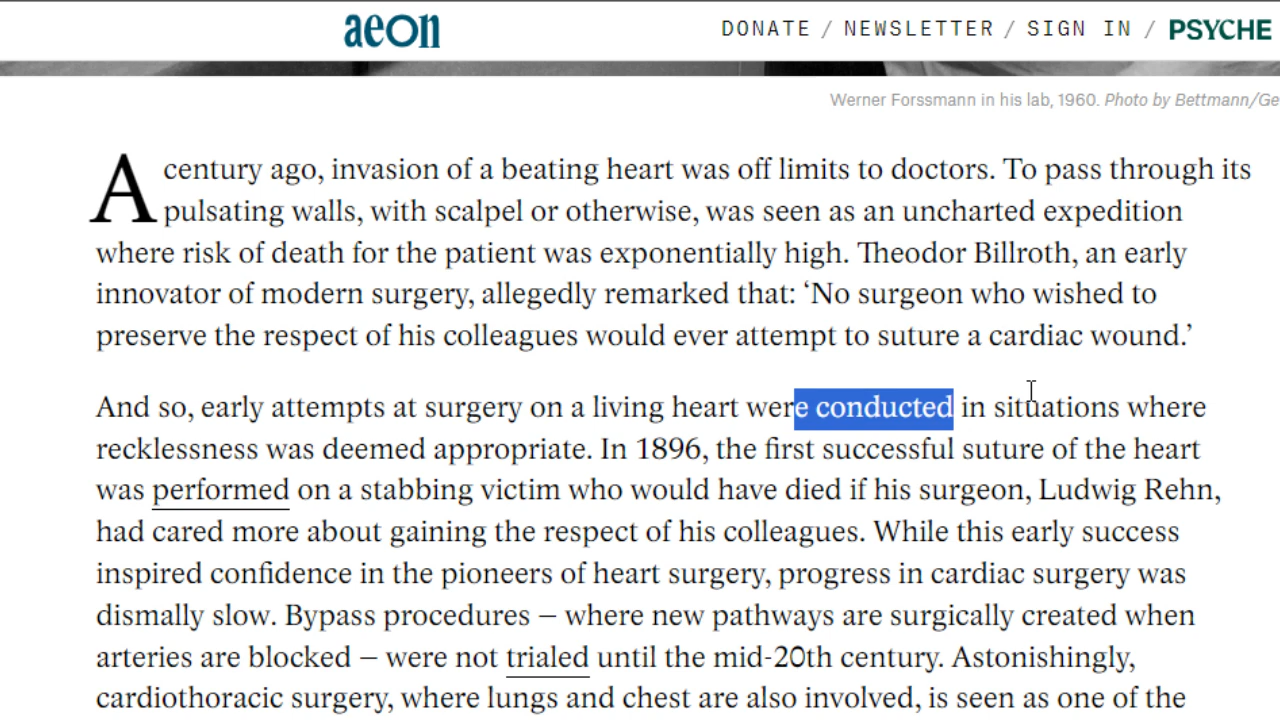 aeon
DONATE / NEWSLETTER / SIGN IN / PSYCHE
Werner Forssmann in his lab, 1960. Photo by Bettmann/Ge
A century ago, invasion of a beating heart was off limits to doctors. To pass through its
pulsating walls, with scalpel or otherwise, was seen as an uncharted expedition
where risk of death for the patient was exponentially high. Theodor Billroth, an early
innovator of modern surgery, allegedly remarked that: ‘No surgeon who wished to
preserve the respect of his colleagues would ever attempt to suture a cardiac wound.’
And so, early attempts at surgery on a living heart were conducted in situations where
recklessness was deemed appropriate. In 1896, the first successful suture of the heart
was performed on a stabbing victim who would have died if his surgeon, Ludwig Rehn,
had cared more about gaining the respect of his colleagues. While this early success
inspired confidence in the pioneers of heart surgery, progress in cardiac surgery was
dismally slow. Bypass procedures – where new pathways are surgically created when
arteries are blocked – were not trialed until the mid-20th century. Astonishingly,
cardiothoracic surgery, where lungs and chest are also involved, is seen as one of the